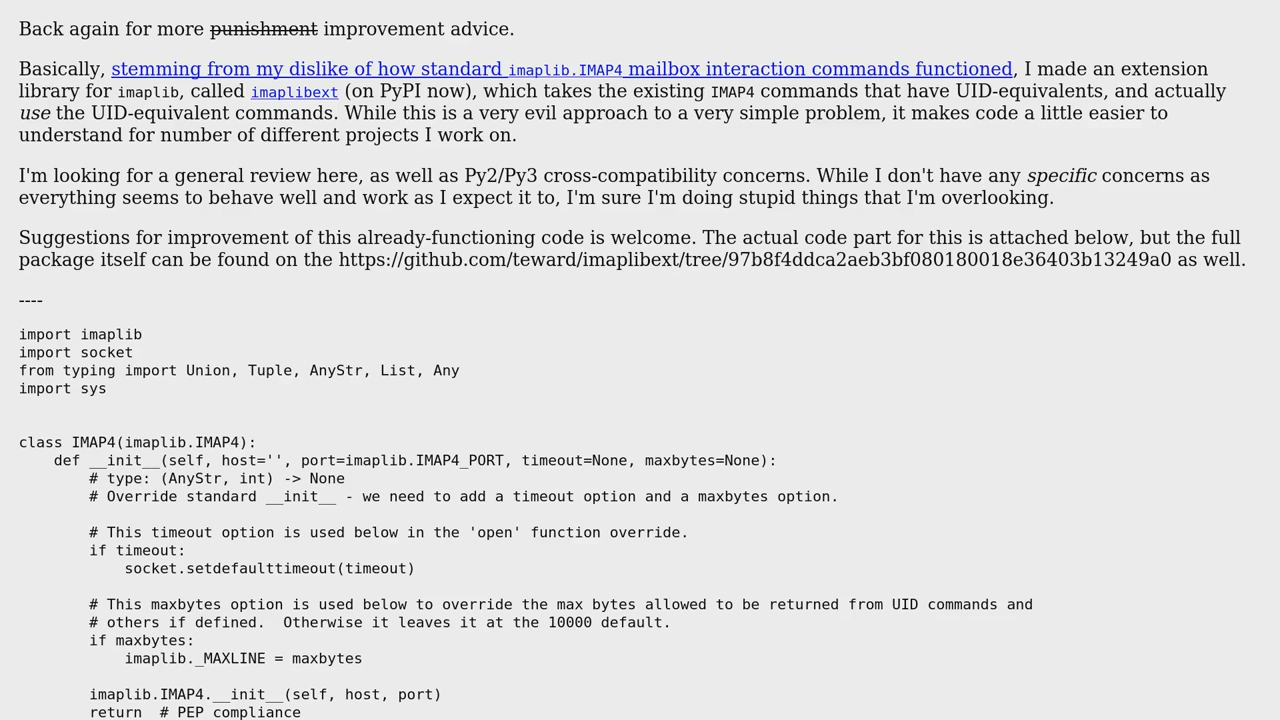 Back again for more punishment improvement advice.
Basically, stemming from my dislike of how standard imaplib.IMAP4 mailbox interaction commands functioned, I made an extension
library for imaplib, called imaplibext (on PyPI now), which takes the existing IMAP4 commands that have UID-equivalents, and actually
use the UID-equivalent commands. While this is a very evil approach to a very simple problem, it makes code a little easier to
understand for number of different projects I work on.
I'm looking for a general review here, as well as Py2/Py3 cross-compatibility concerns. While I don't have any specific concerns as
everything seems to behave well and work as I expect it to, I'm sure I'm doing stupid things that I'm overlooking.
Suggestions for improvement of this already-functioning code is welcome. The actual code part for this is attached below, but the full
package itself can be found on the https://github.com/teward/imaplibext/tree/97b8f4ddca2aeb3bf080180018e36403b13249a0 as well.
----
import imaplib
import socket
from typing import Union, Tuple, AnyStr, List, Any
import sys
class IMAP4(imaplib.IMAP4):
    def __init__(self, host='', port=imaplib.IMAP4_PORT, timeout=None, maxbytes=None):
        # type: (AnyStr, int) -> None
        # Override standard __init__ - we need to add a timeout option and a maxbytes option.
        # This timeout option is used below in the 'open' function override.
        if timeout:
            socket.setdefaulttimeout(timeout)
        # This maxbytes option is used below to override the max bytes allowed to be returned from UID commands and
        # others if defined.  Otherwise it leaves it at the 10000 default.
        if maxbytes:
            imaplib._MAXLINE = maxbytes
        imaplib.IMAP4.__init__(self, host, port)
        return  # PEP compliance